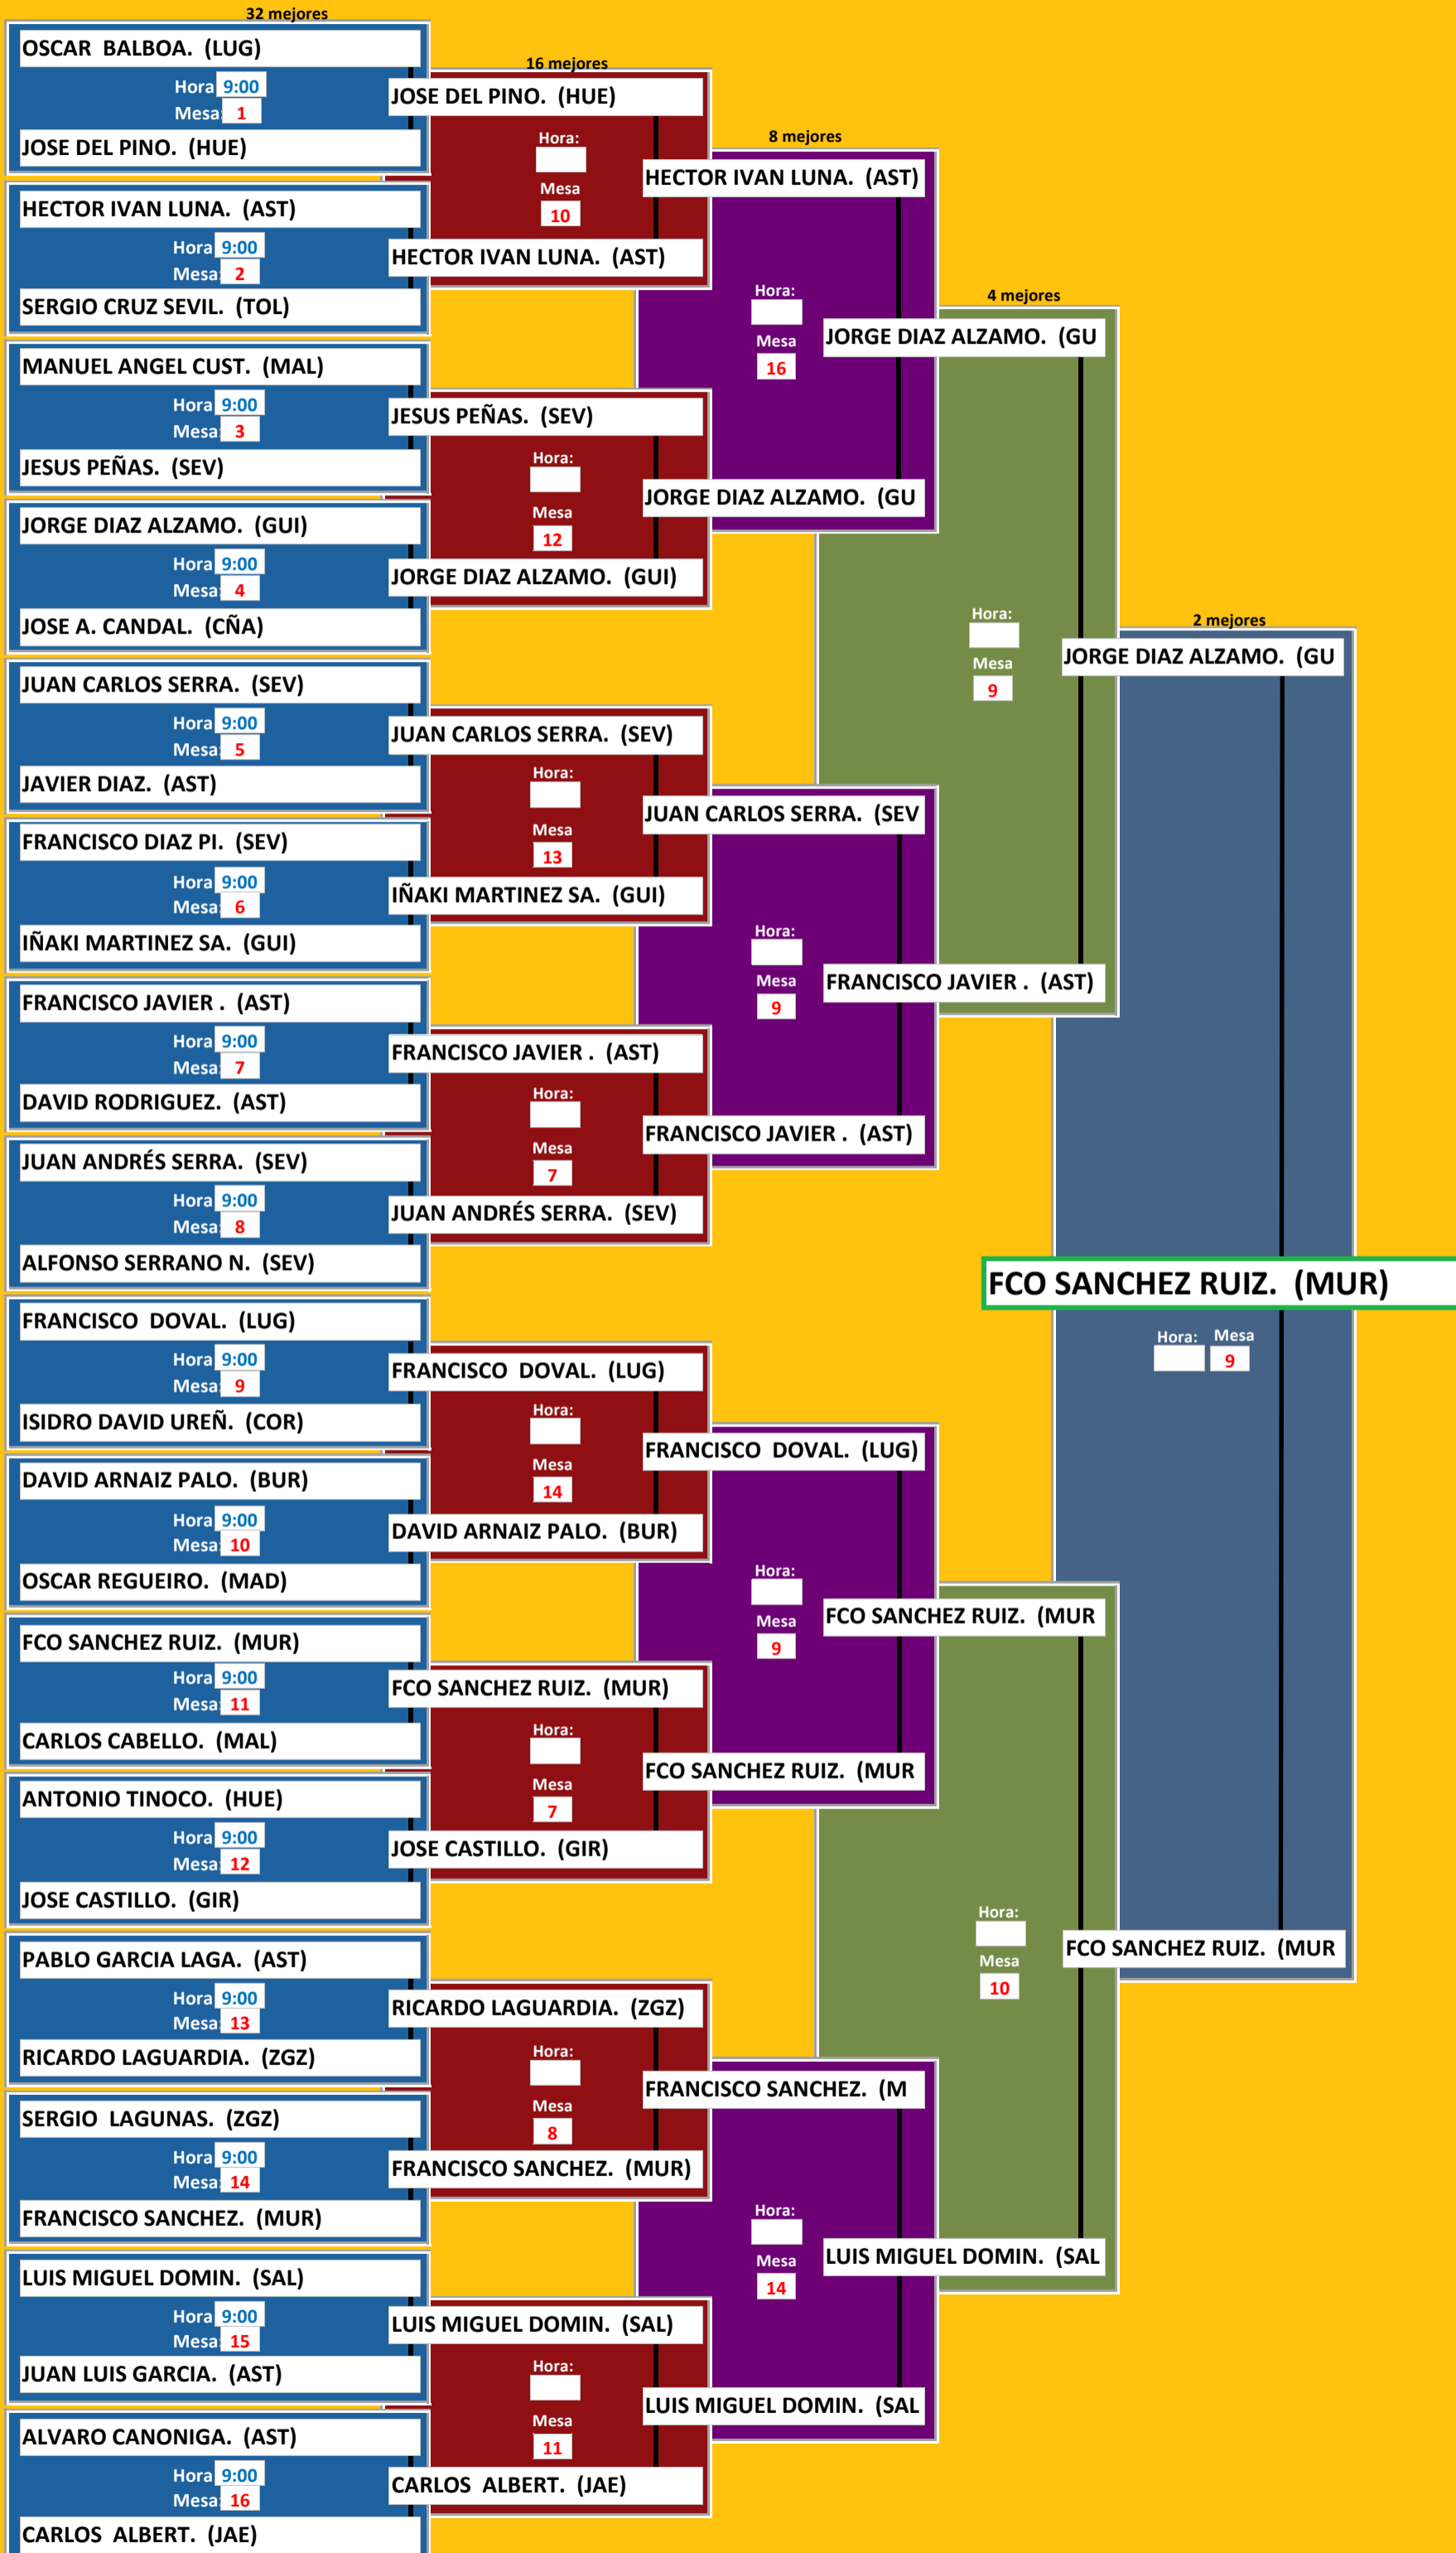 32 mejores
OSCAR  BALBOA.  (LUG)
Hora 9:00
Mesa: 1
JOSE DEL PINO.  (HUE)
HECTOR IVAN LUNA.  (AST)
Hora 9:00
Mesa: 2
SERGIO CRUZ SEVIL.  (TOL)
MANUEL ANGEL CUST.  (MAL)
Hora 9:00
Mesa: 3
JESUS PEÑAS.  (SEV)
JORGE DIAZ ALZAMO.  (GUI)
Hora 9:00
Mesa: 4
JOSE A. CANDAL.  (CÑA)
JUAN CARLOS SERRA.  (SEV)
Hora 9:00
Mesa: 5
JAVIER DIAZ.  (AST)
FRANCISCO DIAZ PI.  (SEV)
Hora 9:00
Mesa: 6
IÑAKI MARTINEZ SA.  (GUI)
FRANCISCO JAVIER .  (AST)
Hora 9:00
Mesa: 7
DAVID RODRIGUEZ.  (AST)
JUAN ANDRÉS SERRA.  (SEV)
Hora 9:00
Mesa: 8
ALFONSO SERRANO N.  (SEV)
FRANCISCO  DOVAL.  (LUG)
Hora 9:00
Mesa: 9
ISIDRO DAVID UREÑ.  (COR)
DAVID ARNAIZ PALO.  (BUR)
Hora 9:00
Mesa: 10
OSCAR REGUEIRO.  (MAD)
FCO SANCHEZ RUIZ.  (MUR)
Hora 9:00
Mesa: 11
CARLOS CABELLO.  (MAL)
ANTONIO TINOCO.  (HUE)
Hora 9:00
Mesa: 12
JOSE CASTILLO.  (GIR)
PABLO GARCIA LAGA.  (AST)
Hora 9:00
Mesa: 13
RICARDO LAGUARDIA.  (ZGZ)
SERGIO  LAGUNAS.  (ZGZ)
Hora 9:00
Mesa: 14
FRANCISCO SANCHEZ.  (MUR)
LUIS MIGUEL DOMIN.  (SAL)
Hora 9:00
Mesa: 15
JUAN LUIS GARCIA.  (AST)
ALVARO CANONIGA.  (AST)
Hora 9:00
Mesa: 16
CARLOS  ALBERT.  (JAE)
16 mejores
JOSE DEL PINO.  (HUE)
Hora:
Mesa
10
HECTOR IVAN LUNA.  (AST)
JESUS PEÑAS.  (SEV)
Hora:
Mesa
12
JORGE DIAZ ALZAMO.  (GUI)
JUAN CARLOS SERRA.  (SEV)
Hora:
Mesa
13
IÑAKI MARTINEZ SA.  (GUI)
FRANCISCO JAVIER .  (AST)
Hora:
Mesa
7
JUAN ANDRÉS SERRA.  (SEV)
FRANCISCO  DOVAL.  (LUG)
Hora:
Mesa
14
DAVID ARNAIZ PALO.  (BUR)
FCO SANCHEZ RUIZ.  (MUR)
Hora:
Mesa
7
JOSE CASTILLO.  (GIR)
RICARDO LAGUARDIA.  (ZGZ)
Hora:
Mesa
8
FRANCISCO SANCHEZ.  (MUR)
LUIS MIGUEL DOMIN.  (SAL)
Hora:
Mesa
11
CARLOS  ALBERT.  (JAE)
8 mejores
HECTOR IVAN LUNA.  (AST)
Hora:
Mesa
16
JORGE DIAZ ALZAMO.  (GU
JUAN CARLOS SERRA.  (SEV
Hora:
Mesa
9
FRANCISCO JAVIER .  (AST)
FRANCISCO  DOVAL.  (LUG)
Hora:
Mesa
9
FCO SANCHEZ RUIZ.  (MUR
FRANCISCO SANCHEZ.  (M
Hora:
Mesa
14
LUIS MIGUEL DOMIN.  (SAL
4 mejores
JORGE DIAZ ALZAMO.  (GU
Hora:
Mesa
9
FRANCISCO JAVIER .  (AST)
FCO SANCHEZ RUIZ.  (MUR
Hora:
Mesa
10
LUIS MIGUEL DOMIN.  (SAL
2 mejores
JORGE DIAZ ALZAMO.  (GU
FCO SANCHEZ RUIZ.  (MUR)
Hora: Mesa
9
FCO SANCHEZ RUIZ.  (MUR